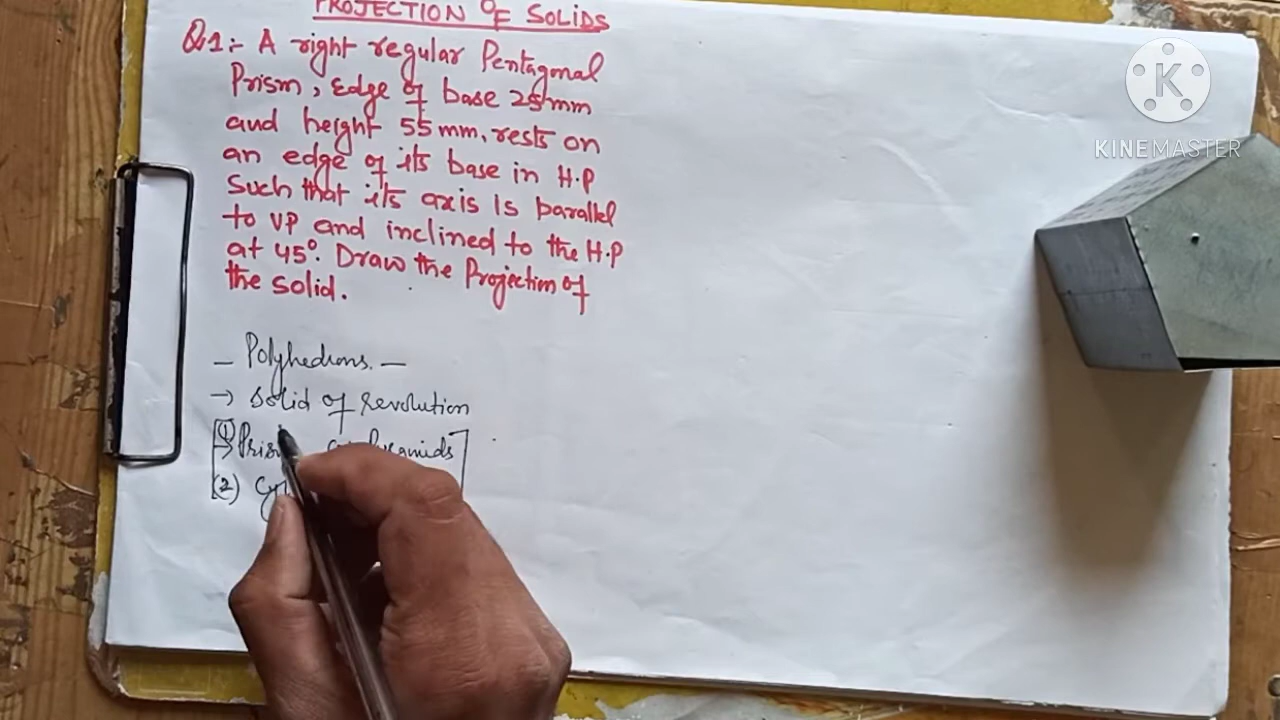 PROJECTION OF SOLIDS
Q.1:- A right regular Pentagonal
Prism, edge of base 25mm
and height 55 mm, rests on
an edge of its base in H.P
Such that its axis is parallel
to VP and inclined to the H.P
at 45°. Draw the Projection of
the solid.
- Polyhedrons. -
→ Solid of revolution
(1)
→ Pyramids
(2)
K
KINEMASTER